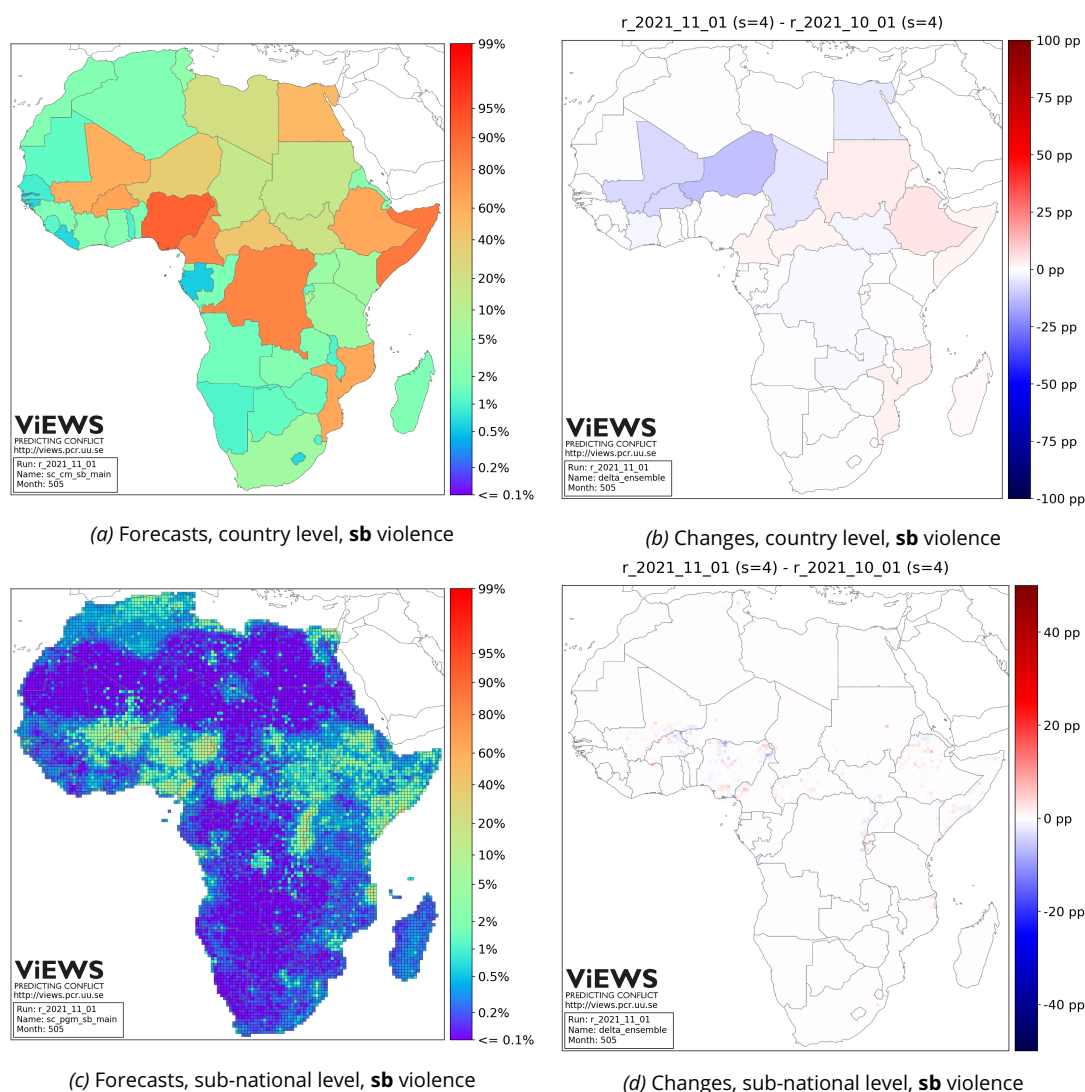 r_2021_11_01 (s=4) - r_2021_10_01 (s=4)
99%
95%
90%
80%
60%
40%
20%
10%
5%
2%
1%
0.5%
0.2%
<= 0.1%
ViEWS
PREDICTING CONFLICT
http://views.pcr.uu.se
Run: r_2021_11_01
Name: sc_cm_sb_main
Month: 505
100 pp
75 pp
50 pp
25 pp
0 pp
-25 pp
-50 pp
-75 pp
-100 pp
ViEWS
PREDICTING CONFLICT
http://views.pcr.uu.se
Run: r_2021_11_01
Name: delta_ensemble
Month: 505
(a) Forecasts, country level, sb violence
(b) Changes, country level, sb violence
r_2021_11_01 (s=4) - r_2021_10_01 (s=4)
99%
95%
90%
80%
60%
40%
20%
10%
5%
2%
1%
0.5%
0.2%
<= 0.1%
ViEWS
PREDICTING CONFLICT
http://views.pcr.uu.se
Run: r_2021_11_01
Name: sc_pgm_sb_main
Month: 505
40 pp
20 pp
0 pp
-20 pp
-40 pp
ViEWS
PREDICTING CONFLICT
http://views.pcr.uu.se
Run: r_2021_11_01
Name: delta_ensemble
Month: 505
(c) Forecasts, sub-national level, sb violence
(d) Changes, sub-national level, sb violence